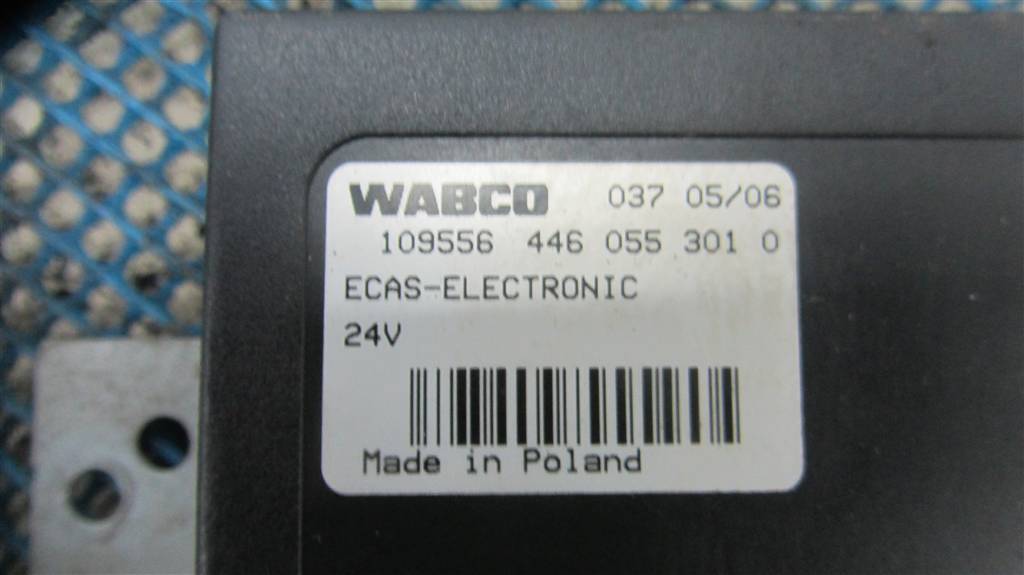 WABCO 037 05/06
109556 446 055 301 0
ECAS-ELECTRONIC
24V
Made in Poland